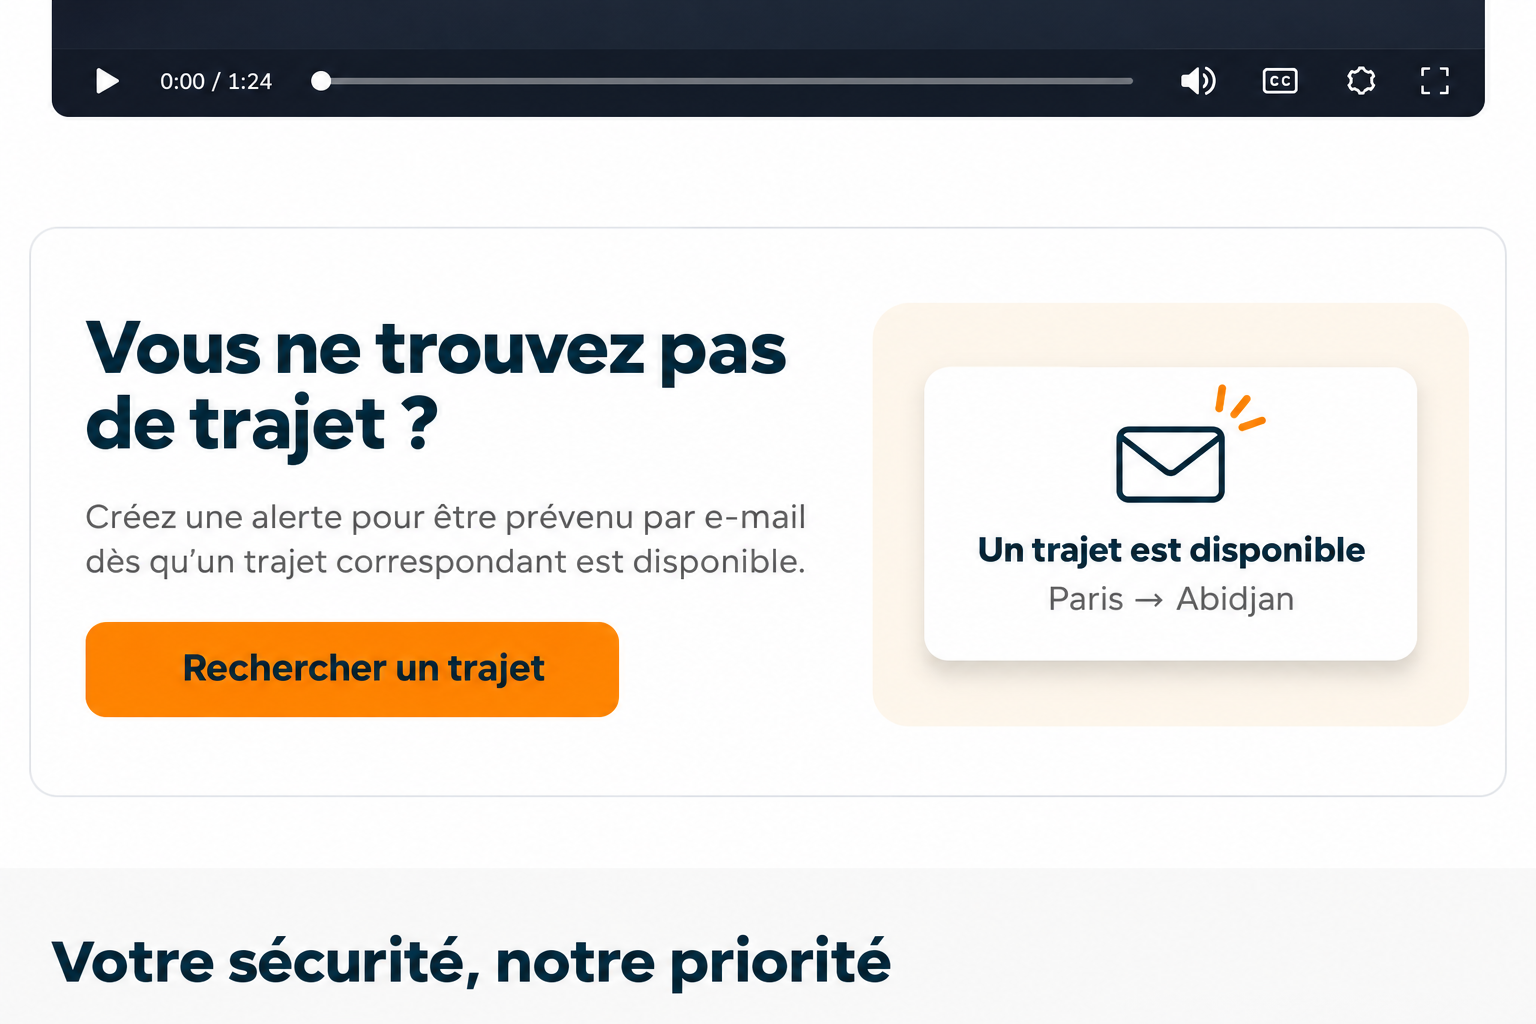 0:00 / 1:24
CC
Vous ne trouvez pas
de trajet ?
Créez une alerte pour être prévenu par e-mail
dès qu’un trajet correspondant est disponible.
Rechercher un trajet
Un trajet est disponible
Paris → Abidjan
Votre sécurité, notre priorité